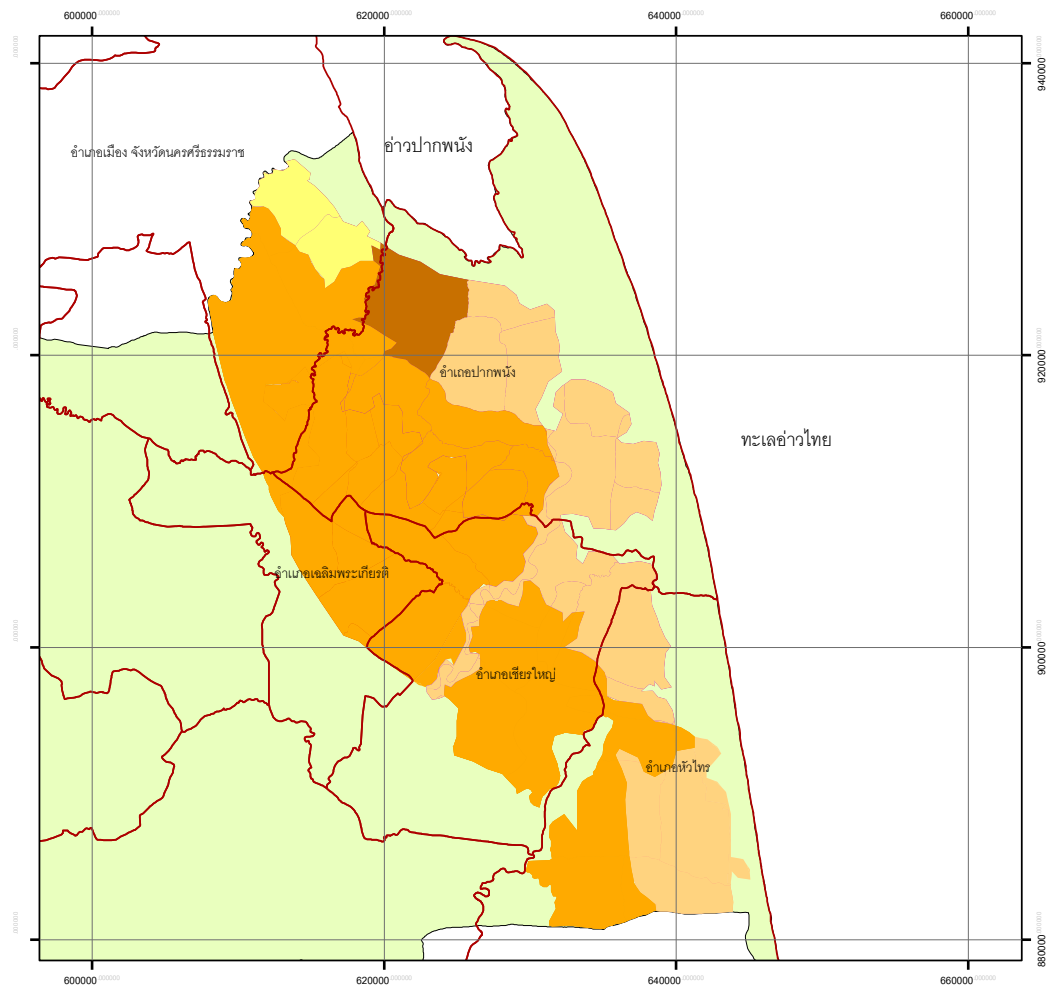 600000 620000 640000 660000
940000
อ่าวปากพนัง
อำเภอเมือง จังหวัดนครศรีธรรมราช
920000
อำเถอปากพนัง
ทะเลอ่าวไทย
อำแภอเฉลิมพระเกียรติ
900000
อำเภอเชียรใหญ่
อำเภอหัวไทร
880000
600000 620000 640000 660000